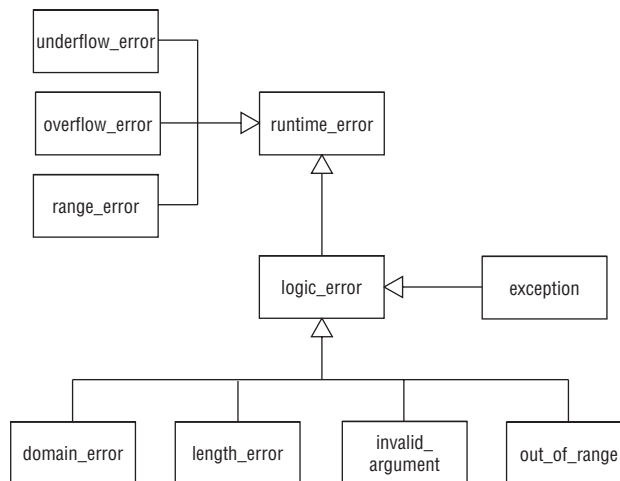 underflow_error
overflow_error
runtime_error
range_error
logic_error
exception
domain_error
length_error
invalid_
argument
out_of_range